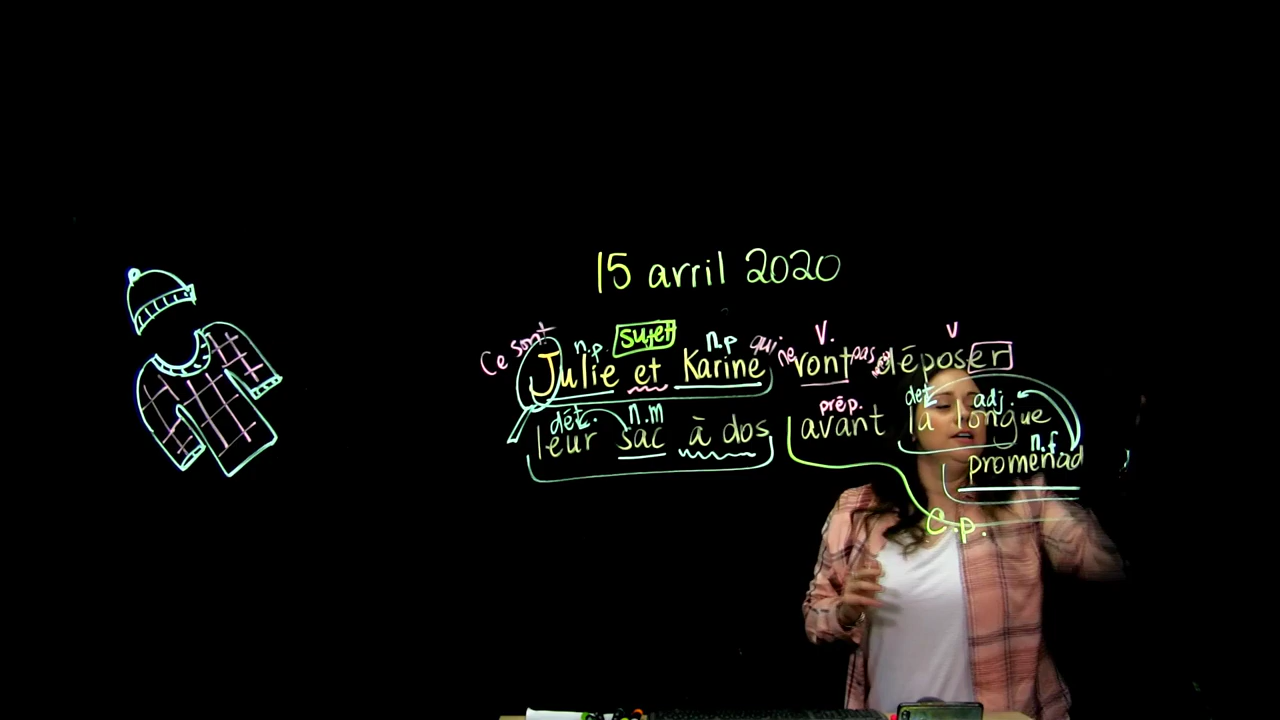 15 avril 2020
sujet
Ce sont n.p. n.p qui v. v
Julie et Karine ne vont pas déposer
dét. n.m prép. dét. adj.
leur sac à dos avant la longue
n.f.
promenad
C.p.